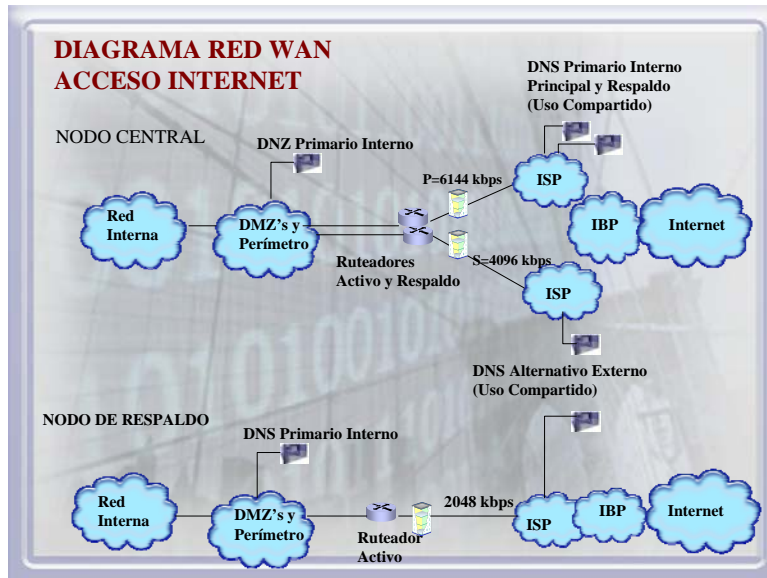 DIAGRAMA RED WAN
ACCESO INTERNET
DNS Primario Interno
Principal y Respaldo
(Uso Compartido)
NODO CENTRAL
DNZ Primario Interno
P=6144 kbps
ISP
Red
Interna
DMZ's y
Perímetro
IBP
Internet
S=4096 kbps
Ruteadores
Activo y Respaldo
ISP
DNS Alternativo Externo
(Uso Compartido)
NODO DE RESPALDO
DNS Primario Interno
2048 kbps
Red
Interna
DMZ's y
Perímetro
Ruteador
Activo
ISP
IBP
Internet